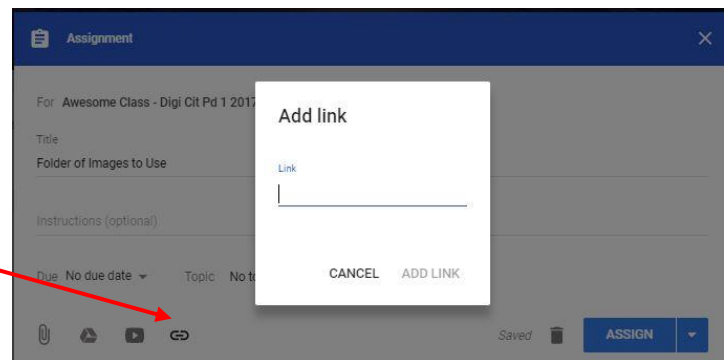 Assignment
For Awesome Class - Digi Cit Pd 1 2017
Title
Folder of Images to Use
Instructions (optional)
Due No due date Topic No
Saved ASSIGN
Add link
Link
CANCEL ADD LINK